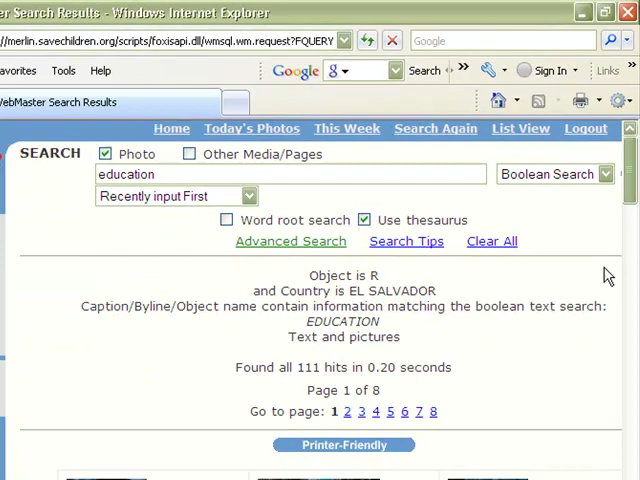 er Search Results - Windows Internet Explorer
//merlin.savechildren.org/scripts/foxisapi.dll/wmsql.wm.request?FQUERY
Google
avorites Tools Help
Google g Search » Sign In Links »
WebMaster Search Results
Home Today's Photos This Week Search Again List View Logout
SEARCH Photo Other Media/Pages
education Boolean Search
Recently input First
Word root search Use thesaurus
Advanced Search Search Tips Clear All
Object is R
and Country is EL SALVADOR
Caption/Byline/Object name contain information matching the boolean text search:
EDUCATION
Text and pictures
Found all 111 hits in 0.20 seconds
Page 1 of 8
Go to page: 1 2 3 4 5 6 7 8
Printer-Friendly